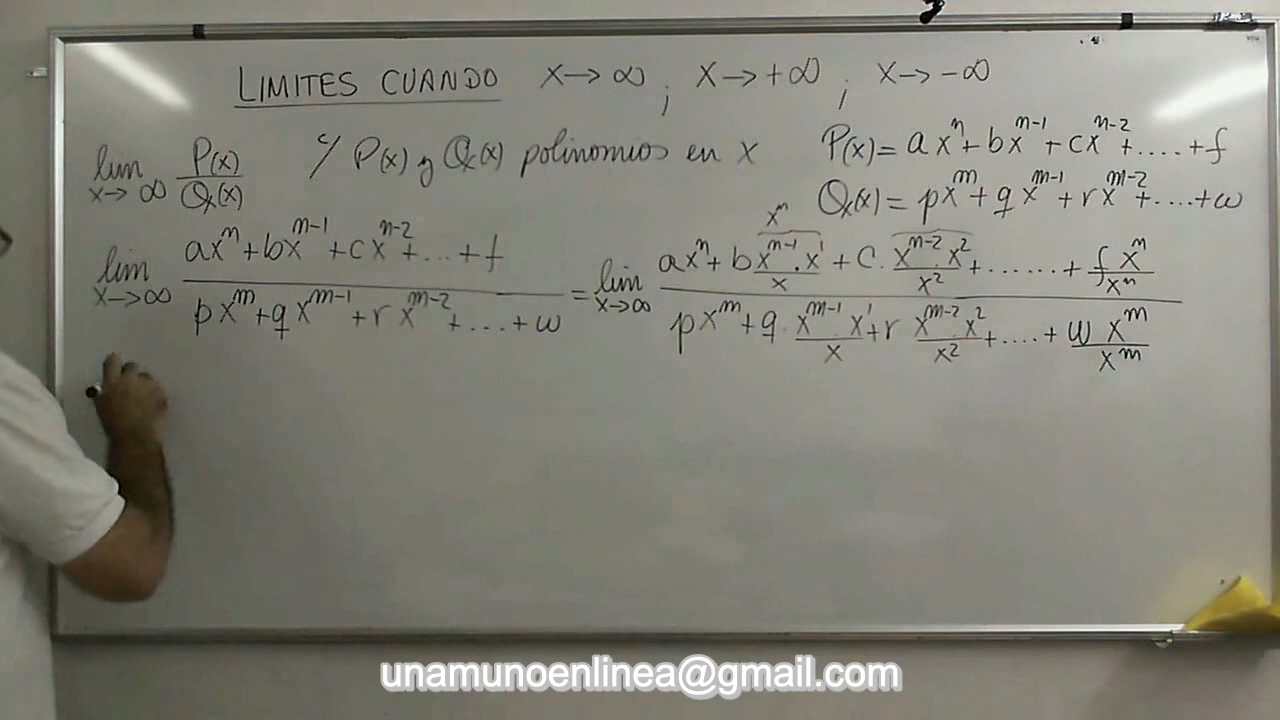 LIMITES CUANDO x→∞ ; x→+∞ ; x→−∞
lim x→∞ P(x)/Q(x) c/ P(x) y Q(x) polinomios en x P(x) = ax^n + bx^(n-1) + cx^(n-2) + .... + f
Q(x) = px^m + qx^(m-1) + rx^(m-2) + .... + w
lim x→∞ (ax^n + bx^(n-1) + cx^(n-2) + ... + f)/(px^m + qx^(m-1) + rx^(m-2) + ... + w) = lim x→∞ (ax^n + b (x^(n-1) . x^1)/x + c . (x^(n-2) . x^2)/x^2 + ...... + (f x^n)/x^n)/(px^m + q . (x^(m-1) . x^1)/x + r (x^(m-2) . x^2)/x^2 + .... + (w x^m)/x^m)
x^n
unamunoenlinea@gmail.com